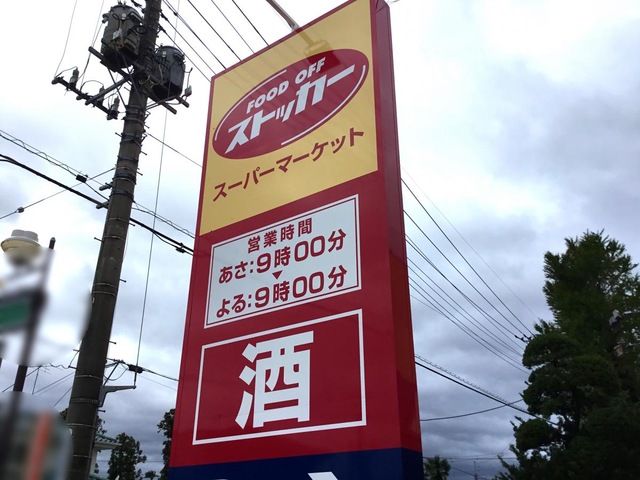 FOOD OFF
ストッカー
スーパーマーケット
営業時間
あさ:9時00分
よる:9時00分
酒